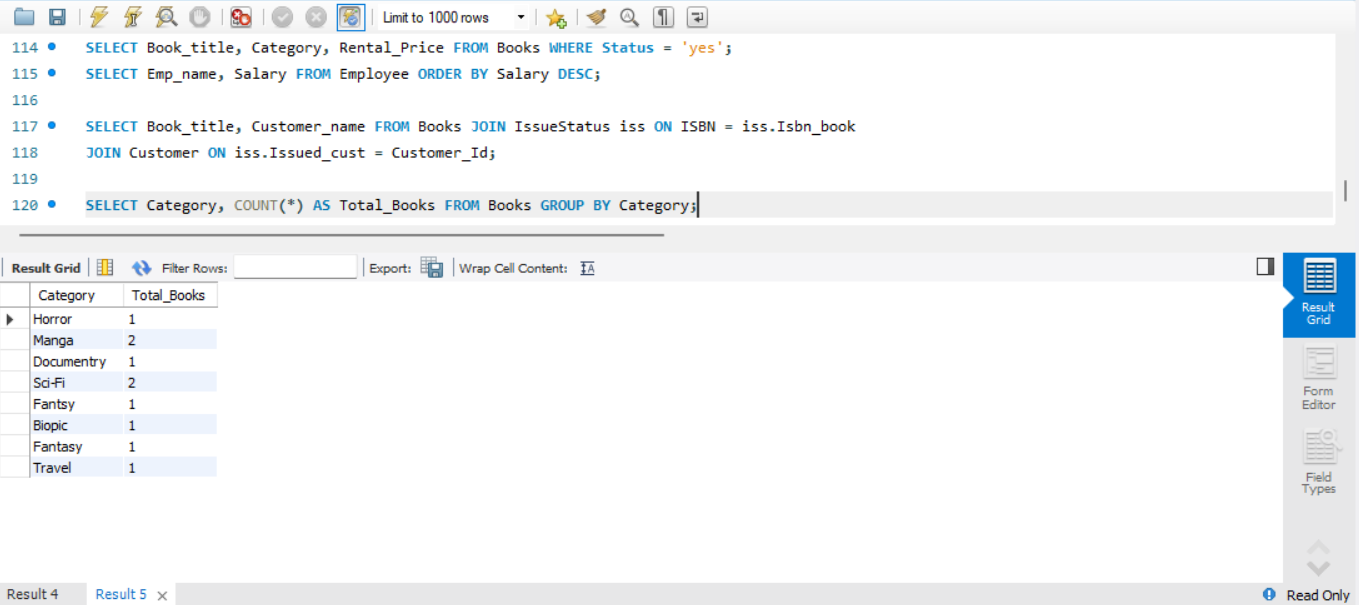 Limit to 1000 rows
114 SELECT Book_title, Category, Rental_Price FROM Books WHERE Status = 'yes';
115 SELECT Emp_name, Salary FROM Employee ORDER BY Salary DESC;
116
117 SELECT Book_title, Customer_name FROM Books JOIN IssueStatus iss ON ISBN = iss.Isbn_book
118 JOIN Customer ON iss.Issued_cust = Customer_Id;
119
120 SELECT Category, COUNT(*) AS Total_Books FROM Books GROUP BY Category;
Result Grid Filter Rows: Export: Wrap Cell Content:
Category Total_Books
Horror 1
Manga 2
Documentry 1
Sci-Fi 2
Fantsy 1
Biopic 1
Fantasy 1
Travel 1
Result
Grid
Form
Editor
Field
Types
Result 4 Result 5 Read Only